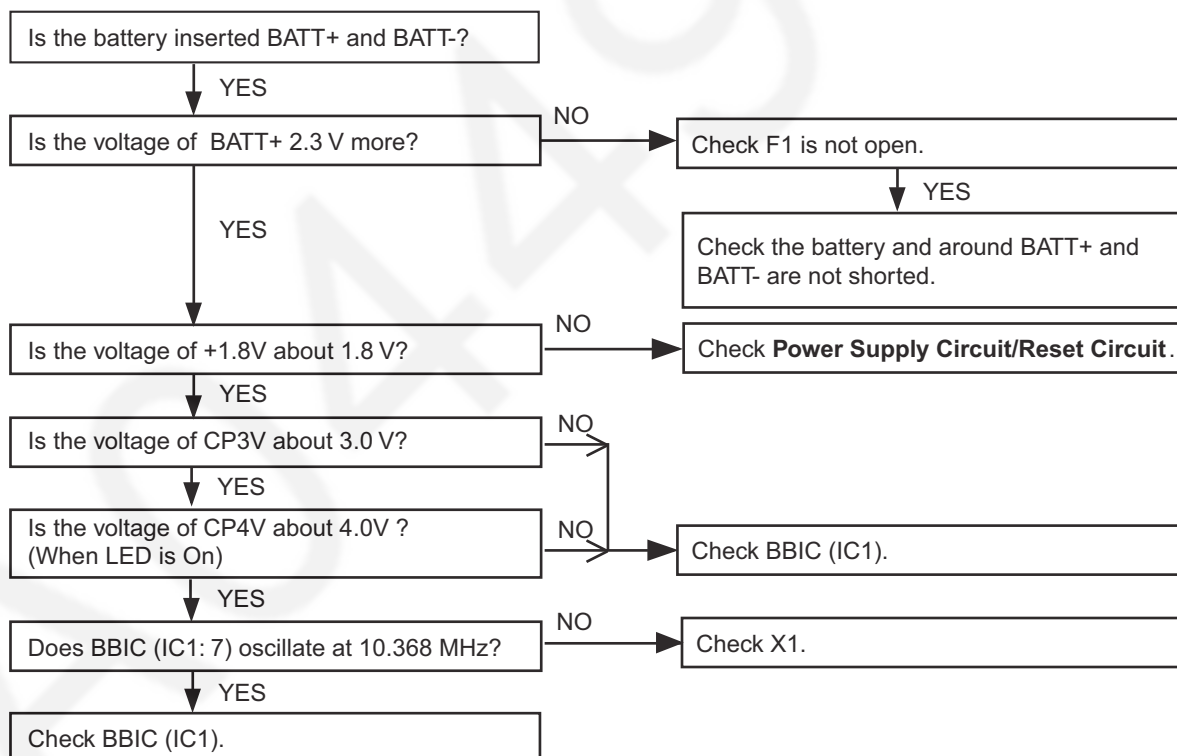 Is the battery inserted BATT+ and BATT-?
YES
Is the voltage of BATT+ 2.3 V more?
NO
Check F1 is not open.
YES
Check the battery and around BATT+ and
BATT- are not shorted.
YES
Is the voltage of +1.8V about 1.8 V?
NO
Check Power Supply Circuit/Reset Circuit.
YES
Is the voltage of CP3V about 3.0 V?
NO
YES
Is the voltage of CP4V about 4.0V ?
(When LED is On)
NO
Check BBIC (IC1).
YES
Does BBIC (IC1: 7) oscillate at 10.368 MHz?
NO
Check X1.
YES
Check BBIC (IC1).